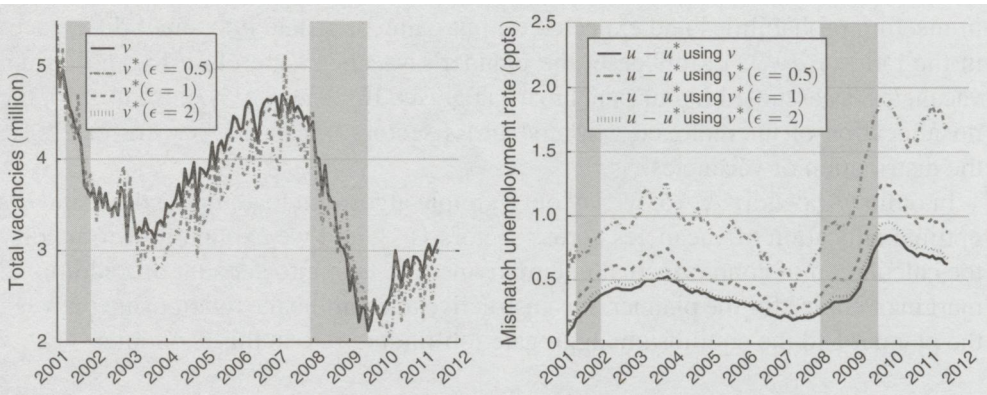 v
v* (ϵ = 0.5)
v* (ϵ = 1)
v* (ϵ = 2)
Total vacancies (million)
5
4
3
2
2001 2002 2003 2004 2005 2006 2007 2008 2009 2010 2011 2012
u − u* using v
u − u* using v* (ϵ = 0.5)
u − u* using v* (ϵ = 1)
u − u* using v* (ϵ = 2)
Mismatch unemployment rate (ppts)
2.5
2.0
1.5
1.0
0.5
0
2001 2002 2003 2004 2005 2006 2007 2008 2009 2010 2011 2012